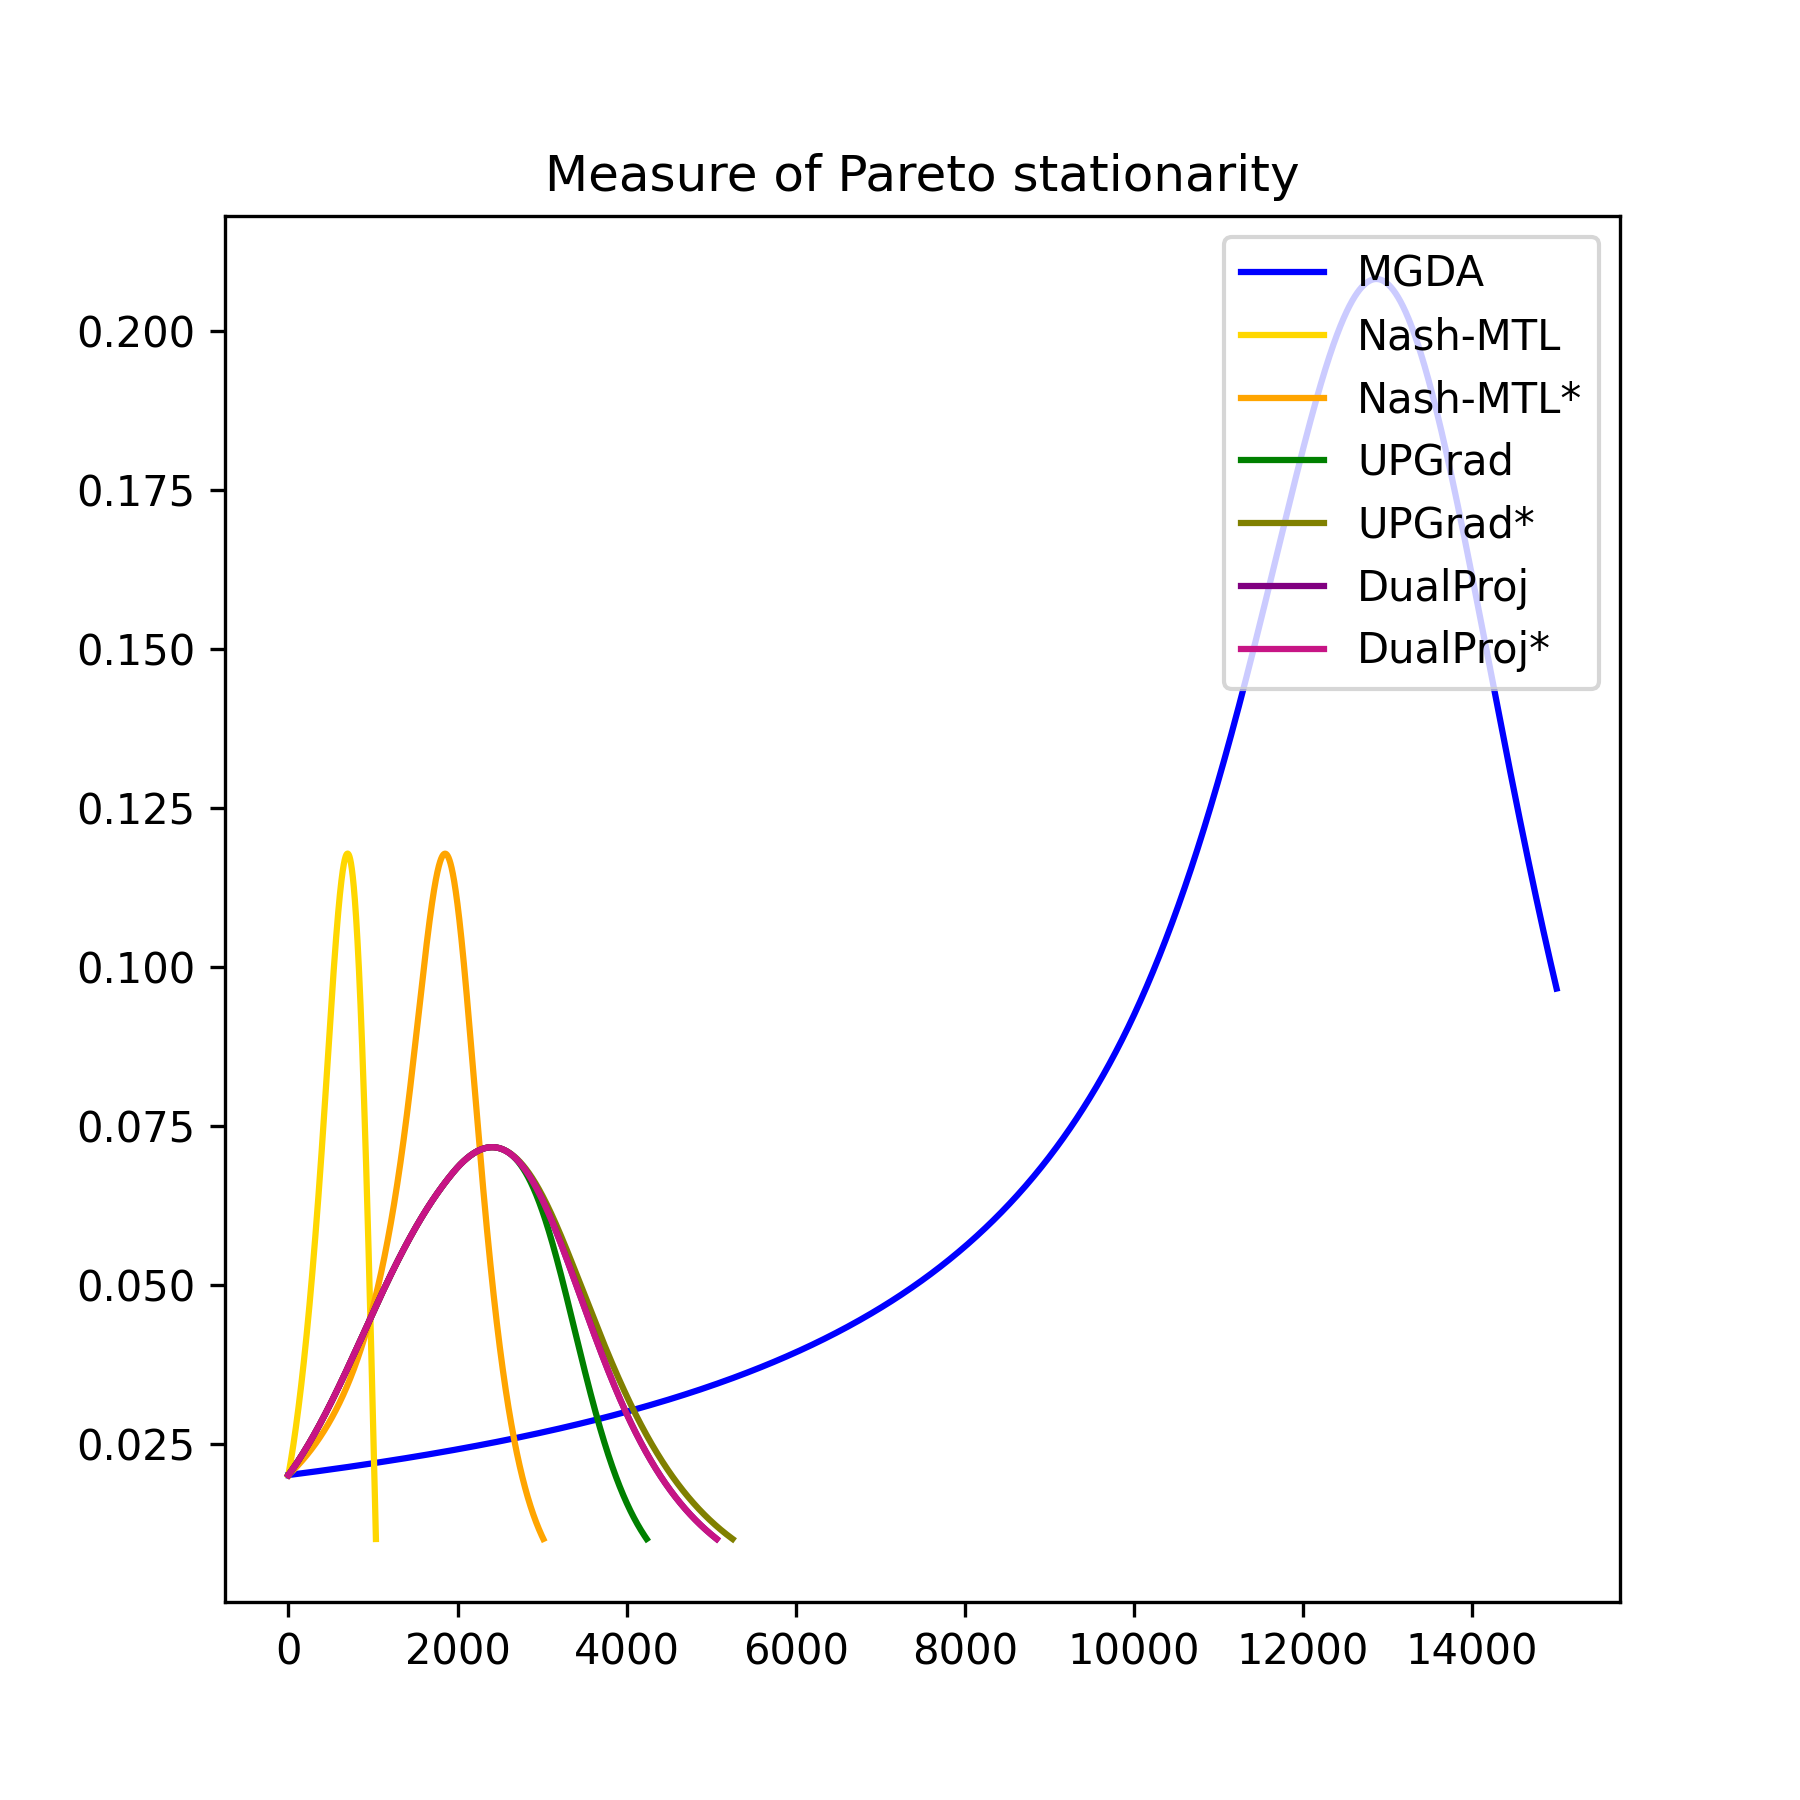 Measure of Pareto stationarity
MGDA
Nash-MTL
Nash-MTL*
UPGrad
UPGrad*
DualProj
DualProj*
0.200
0.175
0.150
0.125
0.100
0.075
0.050
0.025
0 2000 4000 6000 8000 10000 12000 14000